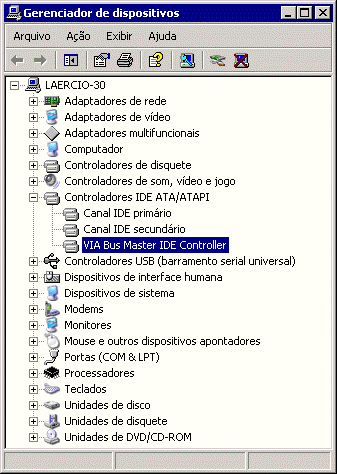 Gerenciador de dispositivos
Arquivo Ação Exibir Ajuda
LAERCIO-30
Adaptadores de rede
Adaptadores de vídeo
Adaptadores multifuncionais
Computador
Controladores de disquete
Controladores de som, vídeo e jogo
Controladores IDE ATA/ATAPI
Canal IDE primário
Canal IDE secundário
VIA Bus Master IDE Controller
Controladores USB (barramento serial universal)
Dispositivos de interface humana
Dispositivos de sistema
Modems
Monitores
Mouse e outros dispositivos apontadores
Portas (COM & LPT)
Processadores
Teclados
Unidades de disco
Unidades de disquete
Unidades de DVD/CD-ROM